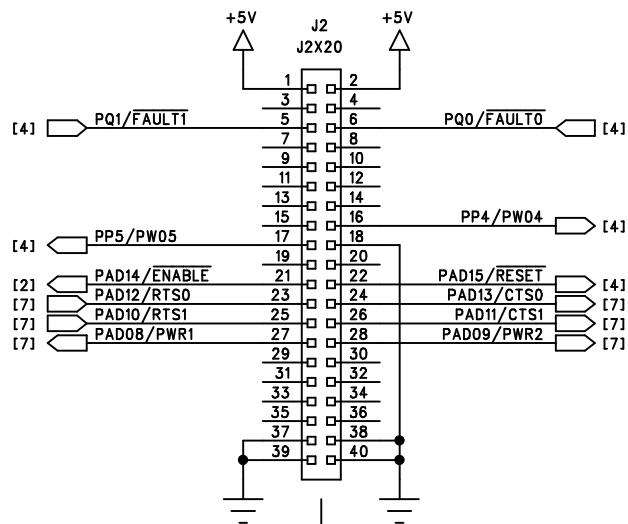 +5V J2 +5V
J2X20
1 2
3 4
[4] PQ1/FAULT1 5 6 PQ0/FAULT0 [4]
7 8
9 10
11 12
13 14
15 16 PP4/PW04 [4]
[4] PP5/PW05 17 18
19 20
[2] PAD14/ENABLE 21 22 PAD15/RESET [4]
[7] PAD12/RTS0 23 24 PAD13/CTS0 [7]
[7] PAD10/RTS1 25 26 PAD11/CTS1 [7]
[7] PAD08/PWR1 27 28 PAD09/PWR2 [7]
29 30
31 32
33 34
35 36
37 38
39 40